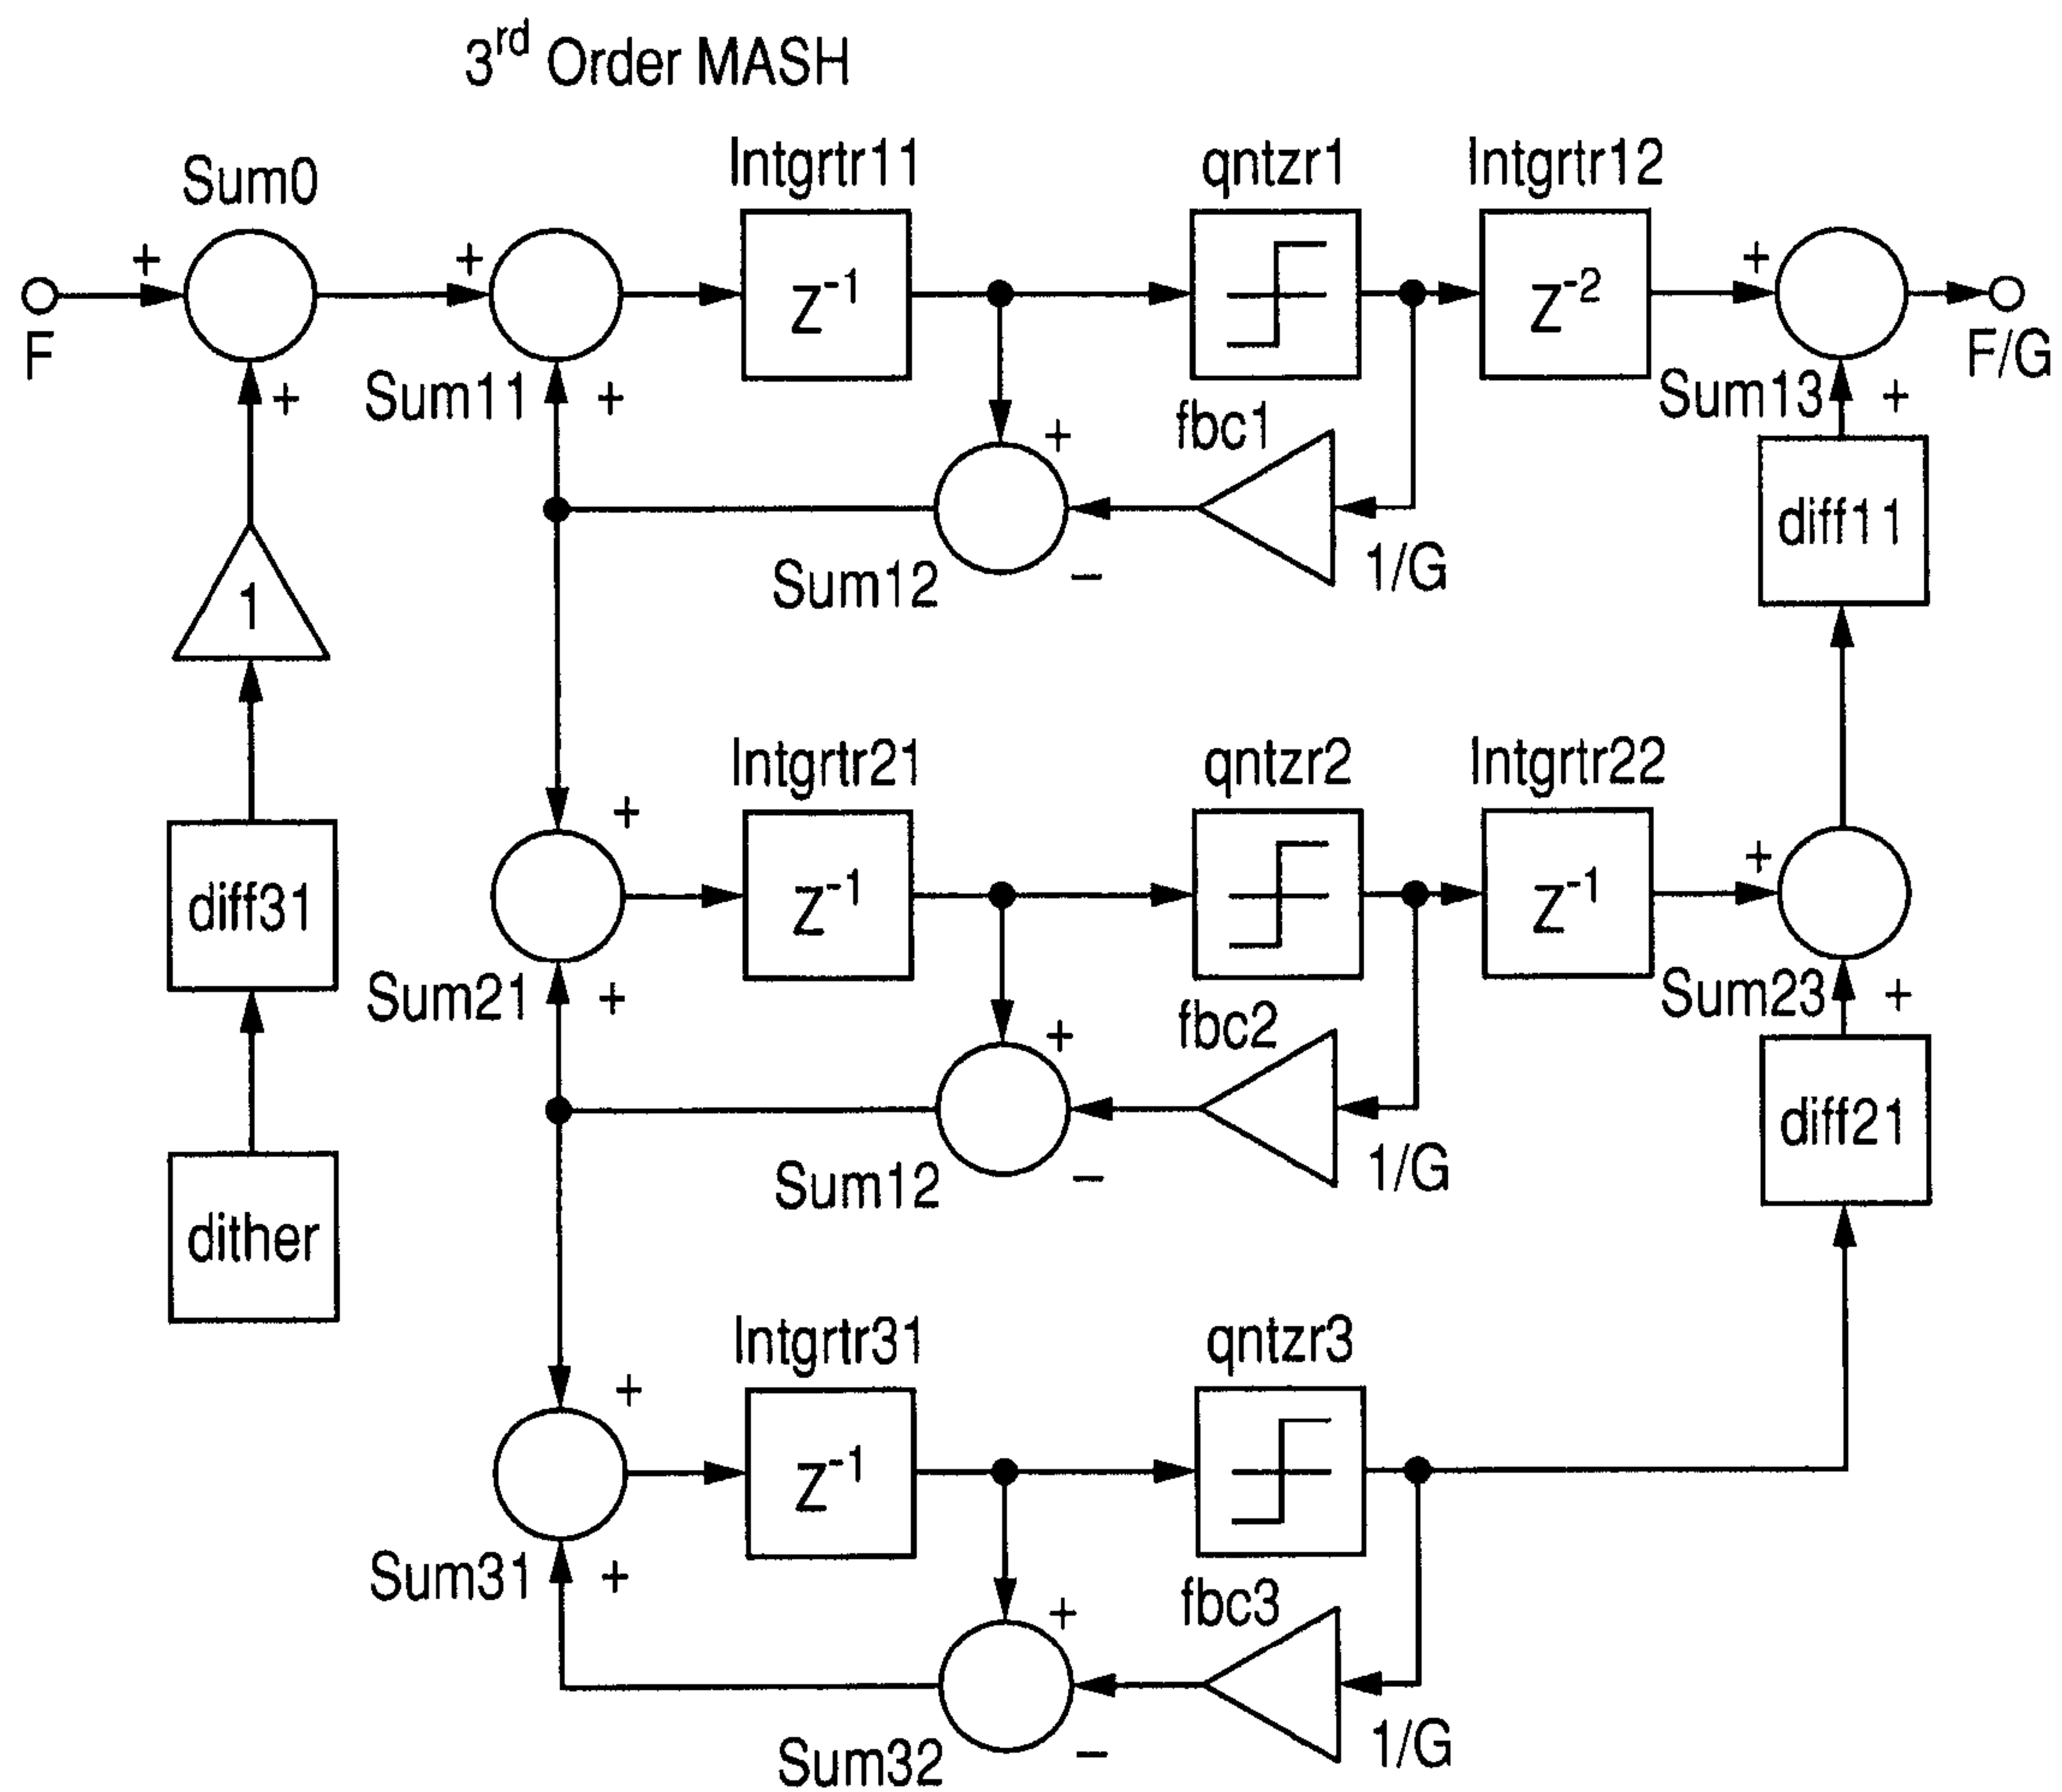 3rd Order MASH
Intgrtr11
qntzr1
Intgrtr12
Sum0
+
+
+
F
+
Z-1
Z-2
F/G
Sum11
+
Sum13
+
fbc1
+
1
Sum12
−
1/G
diff11
Intgrtr21
qntzr2
Intgrtr22
+
+
diff31
Z-1
Z-1
Sum21
+
Sum23
+
fbc2
+
diff21
Sum12
−
1/G
dither
Intgrtr31
qntzr3
+
Z-1
Sum31
+
fbc3
+
Sum32
−
1/G